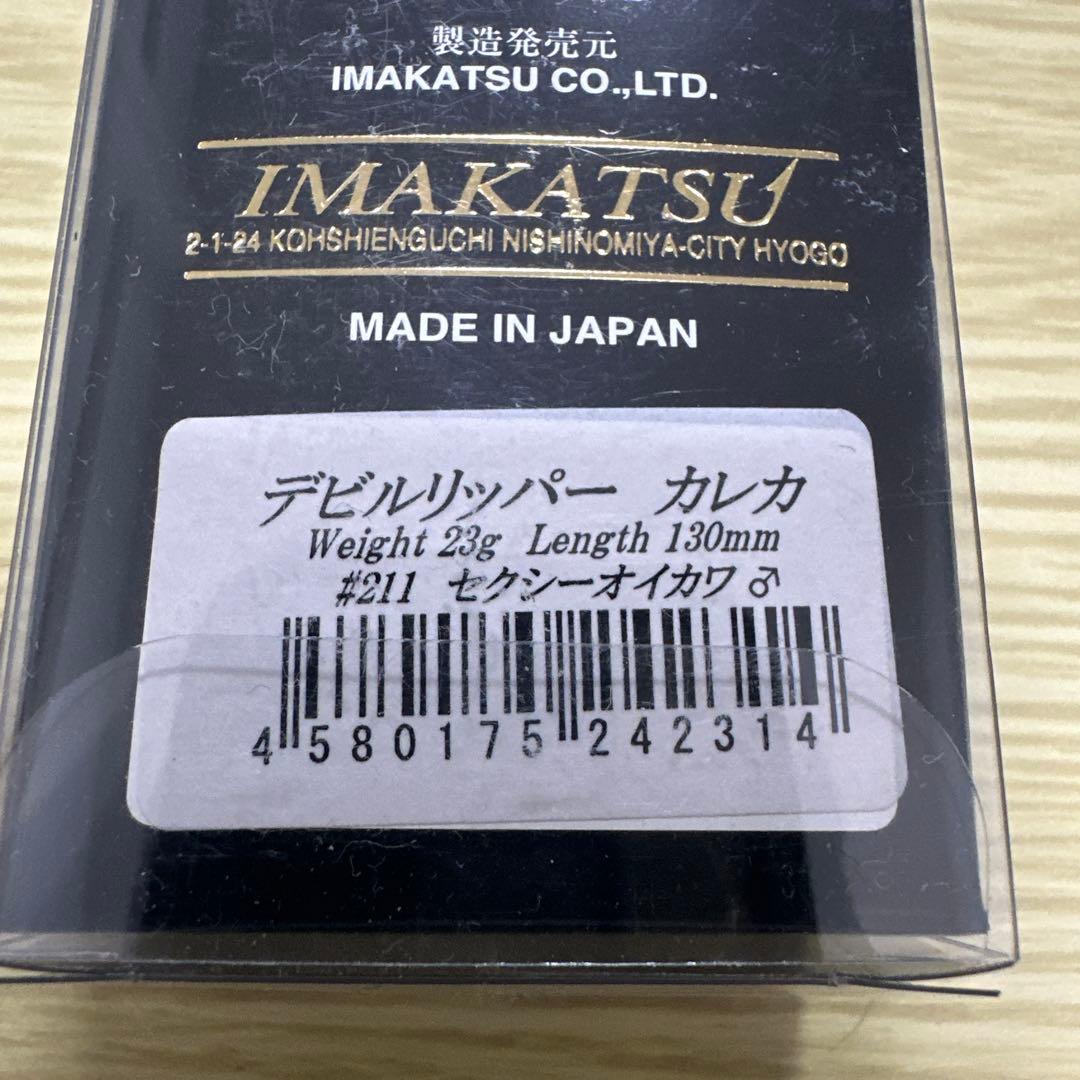 製造発売元
IMAKATSU CO.,LTD.
IMAKATSU
2-1-24 KOHSHIENGUCHI NISHINOMIYA-CITY HYOGO
MADE IN JAPAN
デビルリッパー カレカ
Weight 23g Length 130mm
#211 セクシーオイカワ♂
4 580175 242314